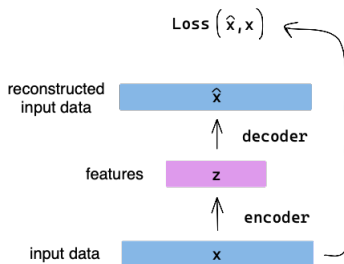 Loss(x̂,x)
reconstructed
input data
x̂
decoder
features
z
encoder
input data
x